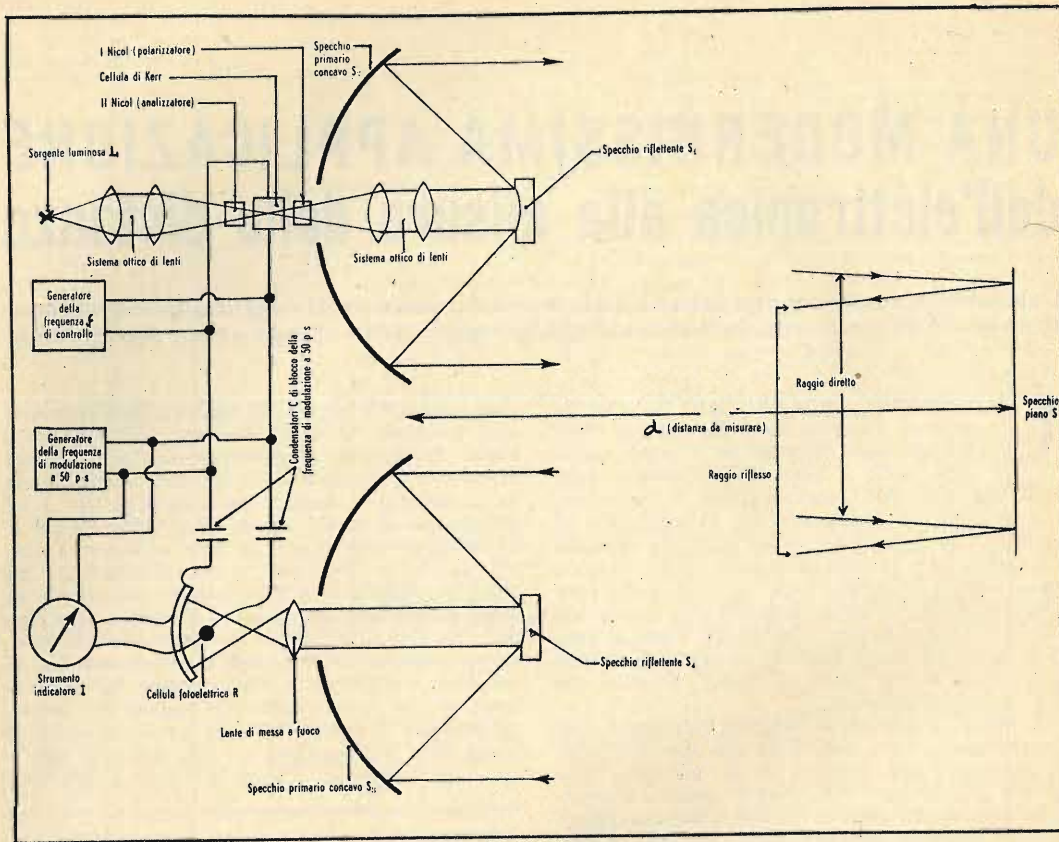 I Nicol (polarizzatore)
Cellula di Kerr
II Nicol (analizzatore)
Sorgente luminosa L
Specchio
primario
concavo S
Specchio riflettente S
Sistema ottico di lenti
Sistema ottico di lenti
Generatore
della
frequenza f
di controllo
Generatore
della frequenza
di modulazione
a 50 p s
Condensatori C di blocco della
frequenza di modulazione a 50 p s
Raggio diretto
d (distanza da misurare)
Specchio
piano S
Raggio riflesso
Strumento
indicatore I
Cellula fotoelettrica R
Lente di messa a fuoco
Specchio riflettente S₄
Specchio primario concavo S